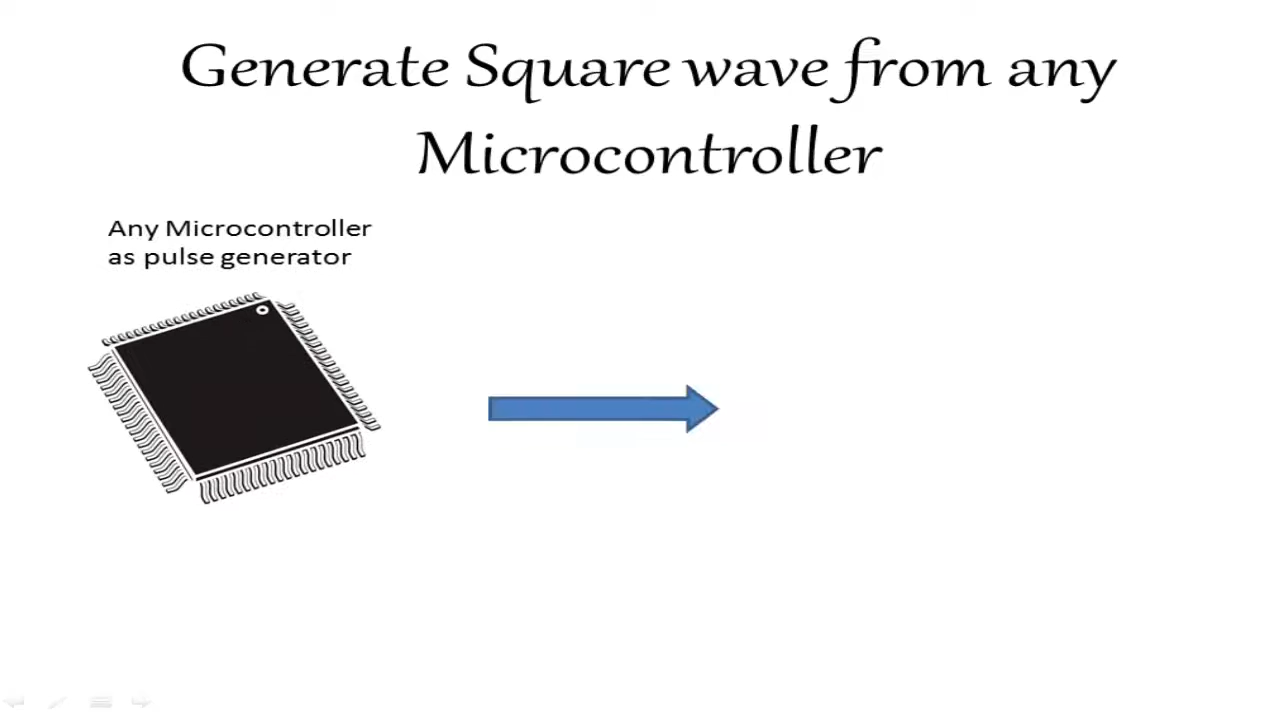 Generate Square wave from any
Microcontroller
Any Microcontroller
as pulse generator